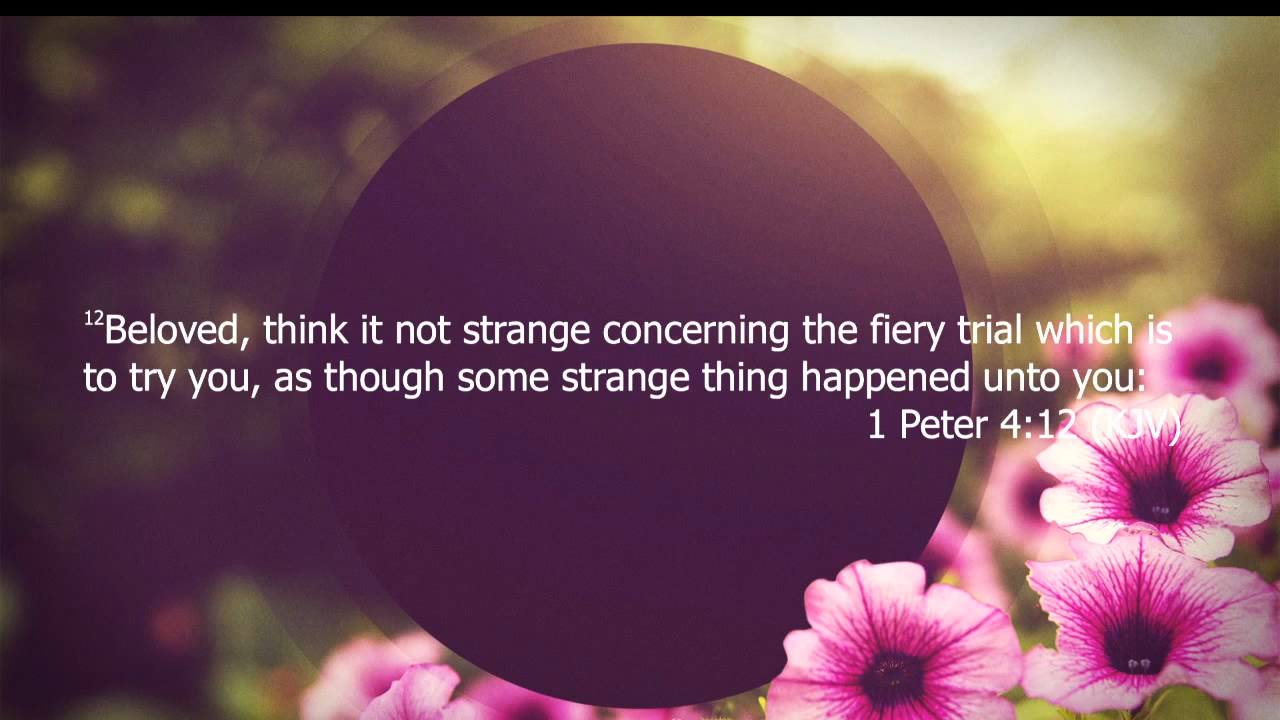 12Beloved, think it not strange concerning the fiery trial which is
to try you, as though some strange thing happened unto you:
1 Peter 4:12 (KJV)